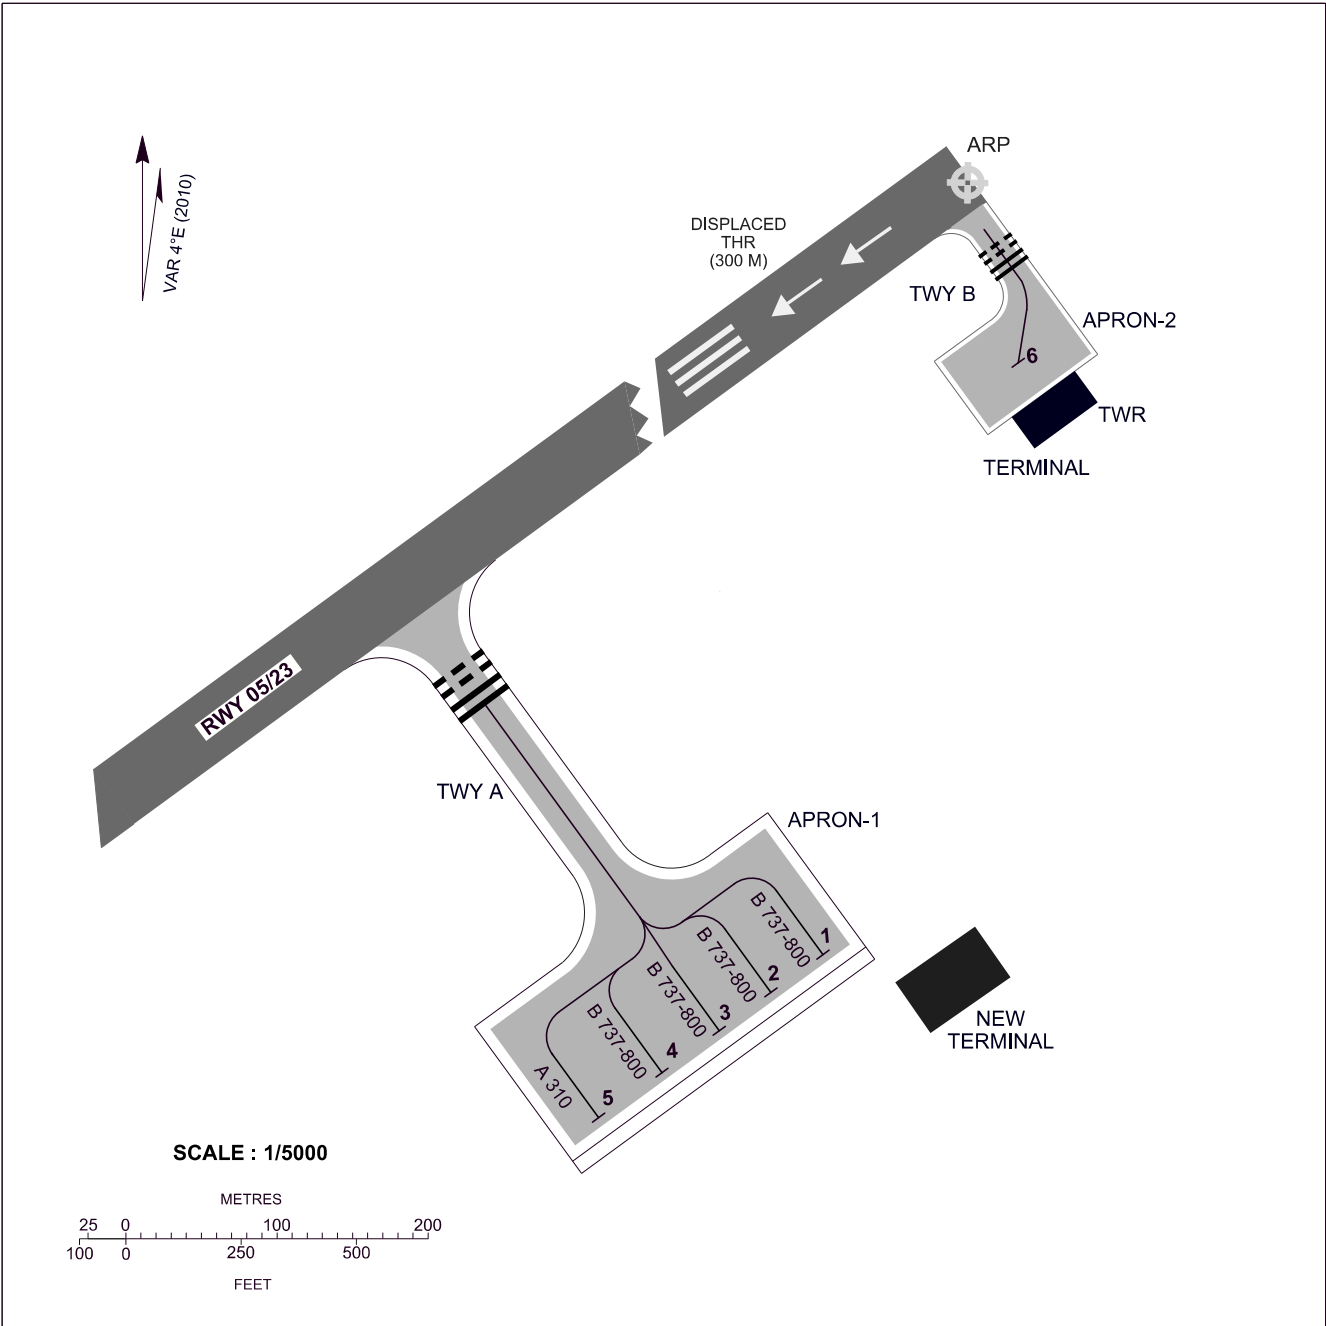 ARP
VAR 4°E (2010)
DISPLACED
THR
(300 M)
TWY B
APRON-2
6
TWR
TERMINAL
RWY 05/23
TWY A
APRON-1
B 737-800
1
B 737-800
2
B 737-800
3
B 737-800
4
A 310
5
NEW
TERMINAL
SCALE : 1/5000
METRES
25 0 100 200
100 0 250 500
FEET